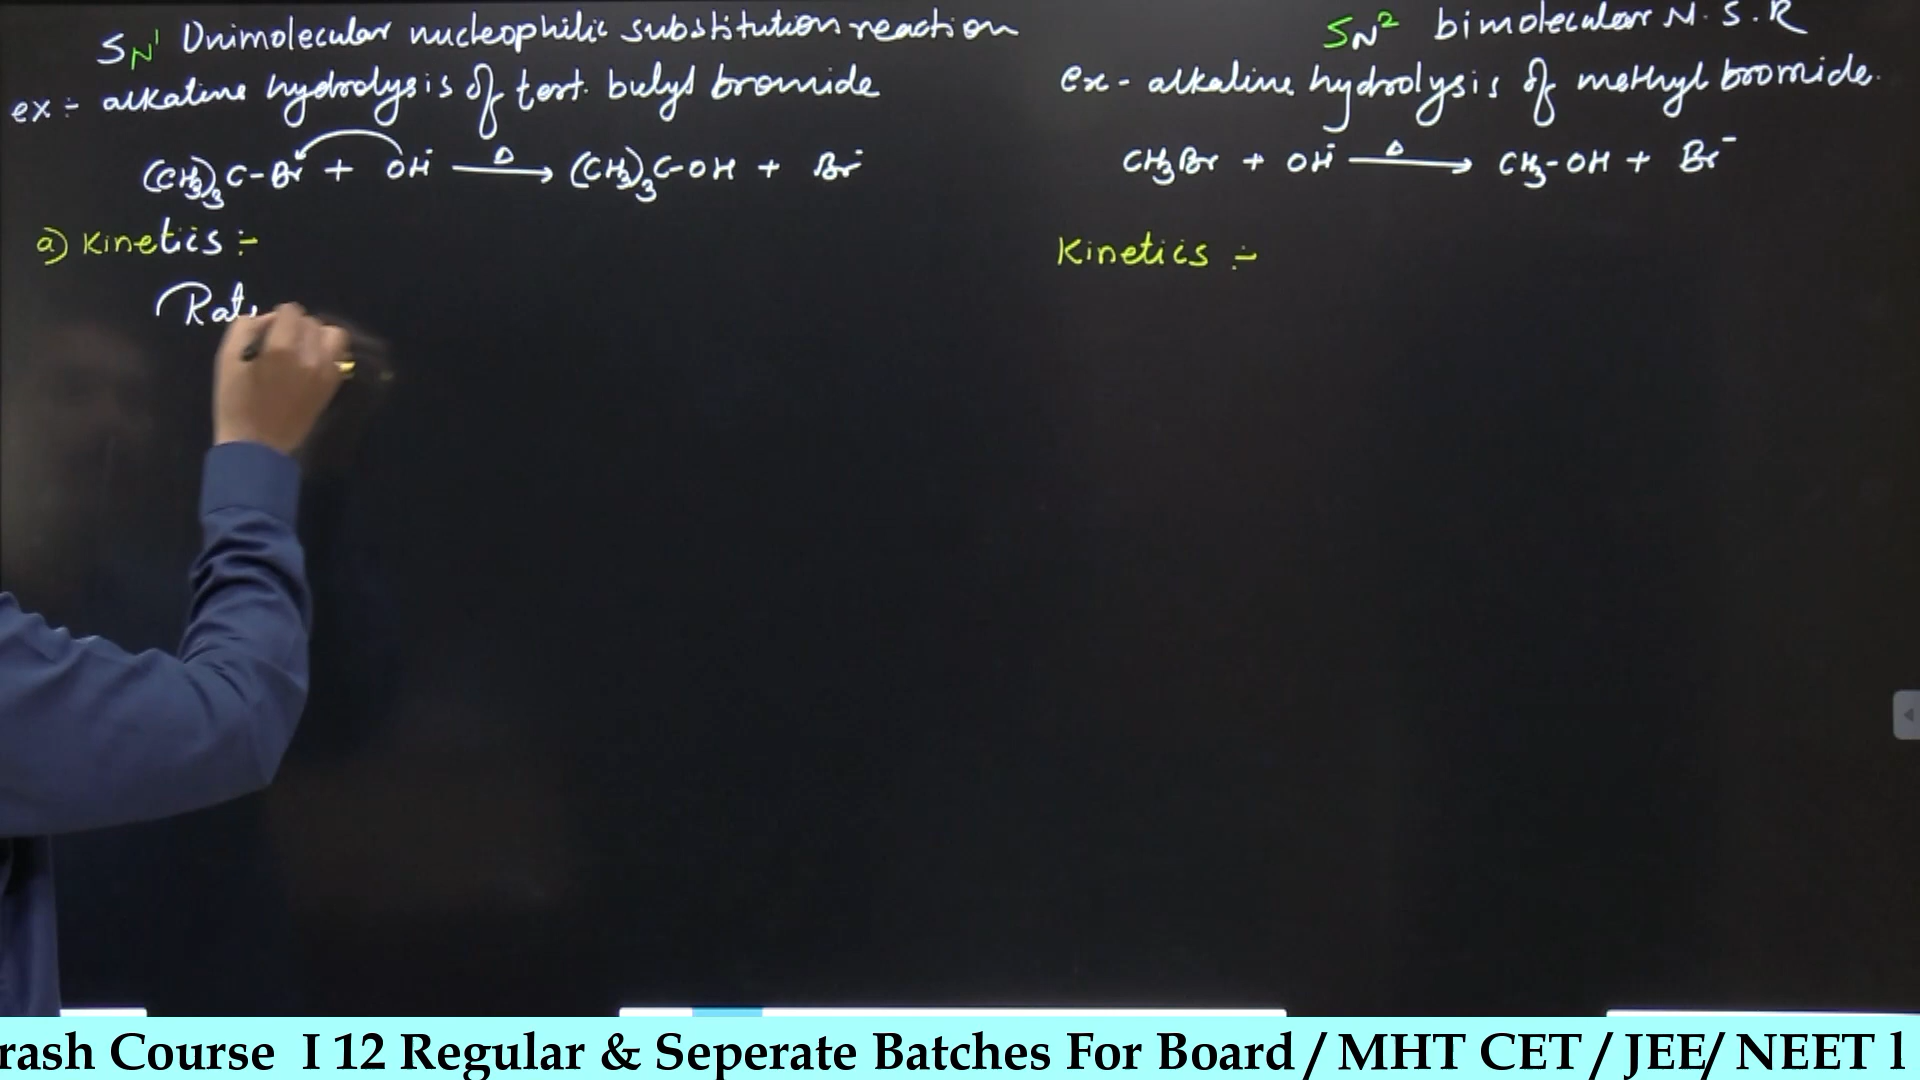 SN¹ Unimolecular nucleophilic substitution reaction
ex :- alkaline hydrolysis of tert. butyl bromide
(CH₃)₃C-Br + OH⁻ —Δ→ (CH₃)₃C-OH + Br⁻
a) Kinetics :-
Rate
SN² bimolecular N. S. R
ex - alkaline hydrolysis of methyl bromide.
CH₃Br + OH⁻ —Δ→ CH₃-OH + Br⁻
Kinetics :-
rash Course I 12 Regular & Seperate Batches For Board / MHT CET / JEE/ NEET l